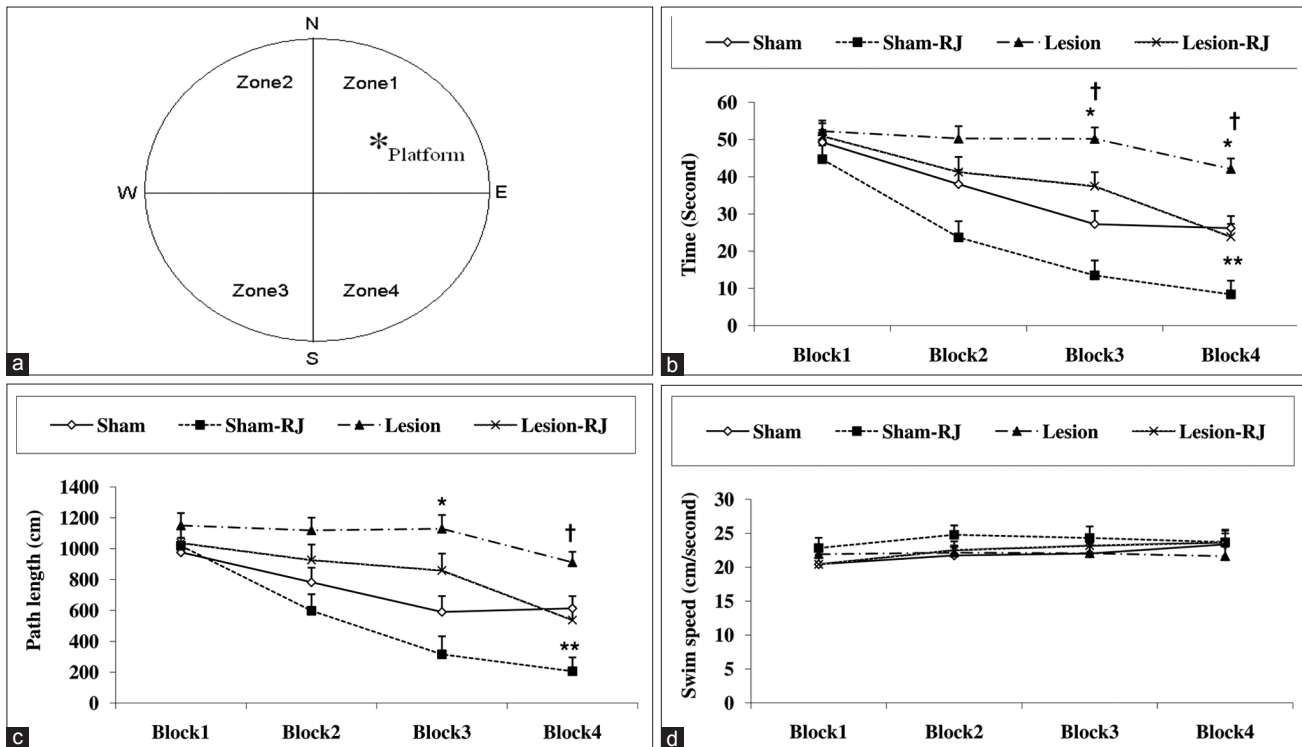 N
Zone2 Zone1
*Platform
W E
Zone3 Zone4
S
a
Sham Sham-RJ Lesion Lesion-RJ
Time (Second)
60
50
40
30
20
10
0
†
*
†
*
**
Block1 Block2 Block3 Block4
b
Sham Sham-RJ Lesion Lesion-RJ
Path length (cm)
1400
1200
1000
800
600
400
200
0
*
†
**
Block1 Block2 Block3 Block4
c
Sham Sham-RJ Lesion Lesion-RJ
Swim speed (cm/second)
30
25
20
15
10
5
0
Block1 Block2 Block3 Block4
d